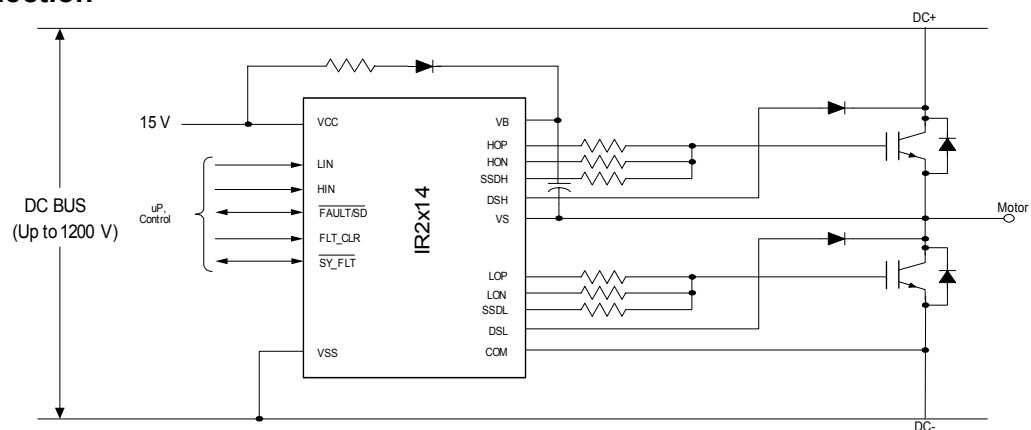 DC+
15 V
VCC
LIN
HIN
FAULT/SD
FLT_CLR
SY_FLT
VSS
IR2x14
VB
HOP
HON
SSDH
DSH
VS
LOP
LON
SSDL
DSL
COM
uP,
Control
DC BUS
(Up to 1200 V)
Motor
DC-